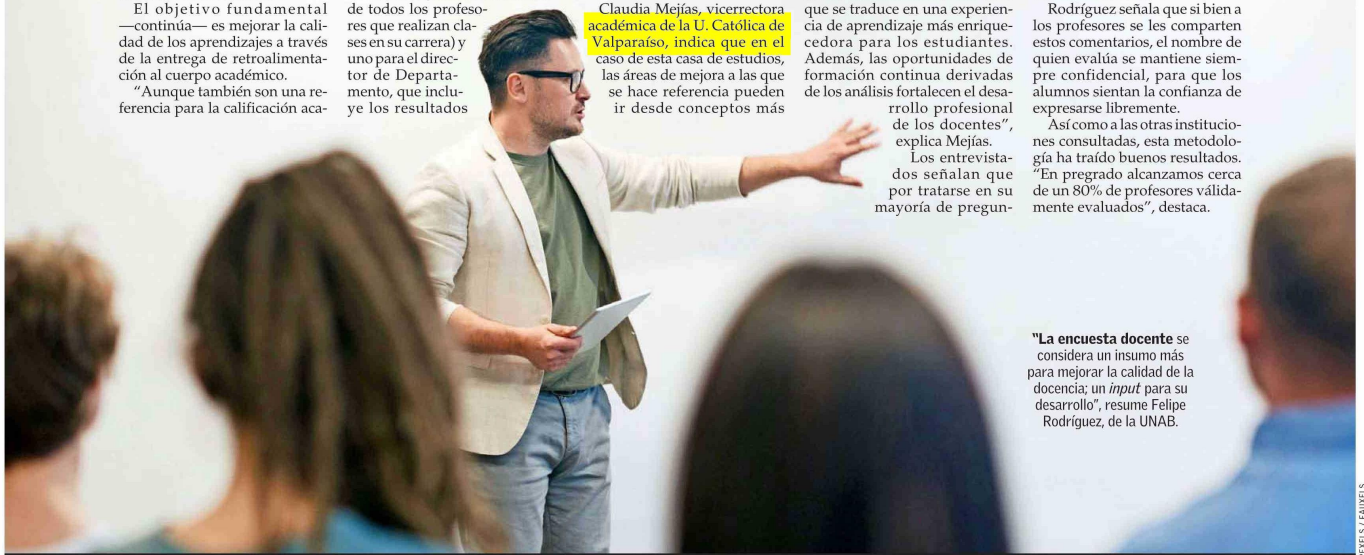 El objetivo fundamental
—continúa— es mejorar la cali-
dad de los aprendizajes a través
de la entrega de retroalimenta-
ción al cuerpo académico.
“Aunque también son una re-
ferencia para la calificación aca-
de todos los profeso-
res que realizan cla-
ses en su carrera) y
uno para el direc-
tor de Departa-
mento, que inclu-
ye los resultados
Claudia Mejías, vicerrectora
académica de la U. Católica de
Valparaíso, indica que en el
caso de esta casa de estudios,
las áreas de mejora a las que
se hace referencia pueden
ir desde conceptos más
que se traduce en una experien-
cia de aprendizaje más enrique-
cedora para los estudiantes.
Además, las oportunidades de
formación continua derivadas
de los análisis fortalecen el desa-
rrollo profesional
de los docentes”,
explica Mejías.
Los entrevista-
dos señalan que
por tratarse en su
mayoría de pregun-
Rodríguez señala que si bien a
los profesores se les comparten
estos comentarios, el nombre de
quien evalúa se mantiene siem-
pre confidencial, para que los
alumnos sientan la confianza de
expresarse libremente.
Así como a las otras institucio-
nes consultadas, esta metodolo-
gía ha traído buenos resultados.
“En pregrado alcanzamos cerca
de un 80% de profesores válida-
mente evaluados”, destaca.
"La encuesta docente se
considera un insumo más
para mejorar la calidad de la
docencia; un input para su
desarrollo”, resume Felipe
Rodríguez, de la UNAB.